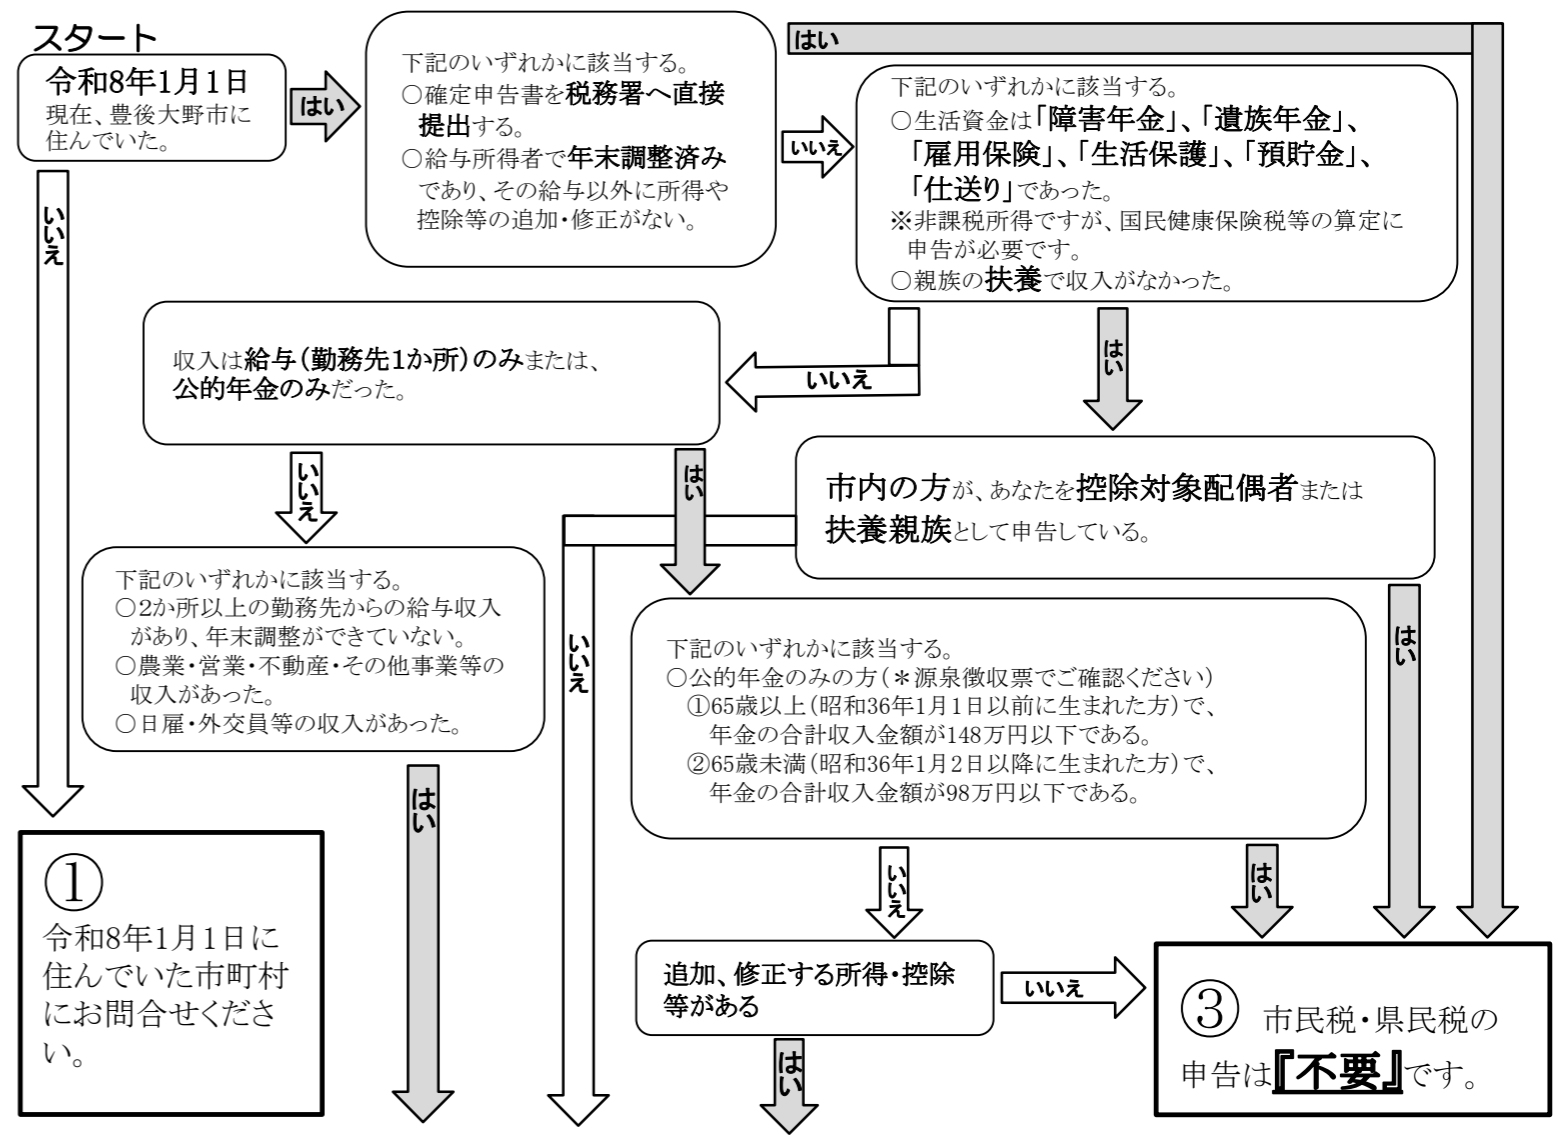 スタート
令和8年1月1日
現在、豊後大野市に
住んでいた。
はい
いいえ
下記のいずれかに該当する。
○確定申告書を税務署へ直接
提出する。
○給与所得者で年末調整済み
であり、その給与以外に所得や
控除等の追加・修正がない。
はい
いいえ
下記のいずれかに該当する。
○生活資金は「障害年金」、「遺族年金」、
「雇用保険」、「生活保護」、「預貯金」、
「仕送り」であった。
※非課税所得ですが、国民健康保険税等の算定に
申告が必要です。
○親族の扶養で収入がなかった。
いいえ
はい
収入は給与(勤務先1か所)のみまたは、
公的年金のみだった。
いいえ
はい
市内の方が、あなたを控除対象配偶者または
扶養親族として申告している。
いいえ
はい
下記のいずれかに該当する。
○2か所以上の勤務先からの給与収入
があり、年末調整ができていない。
○農業・営業・不動産・その他事業等の
収入があった。
○日雇・外交員等の収入があった。
はい
下記のいずれかに該当する。
○公的年金のみの方(*源泉徴収票でご確認ください)
①65歳以上(昭和36年1月1日以前に生まれた方)で、
年金の合計収入金額が148万円以下である。
②65歳未満(昭和36年1月2日以降に生まれた方)で、
年金の合計収入金額が98万円以下である。
いいえ
はい
①
令和8年1月1日に
住んでいた市町村
にお問合せくださ
い。
追加、修正する所得・控除
等がある
いいえ
はい
③ 市民税・県民税の
申告は『不要』です。